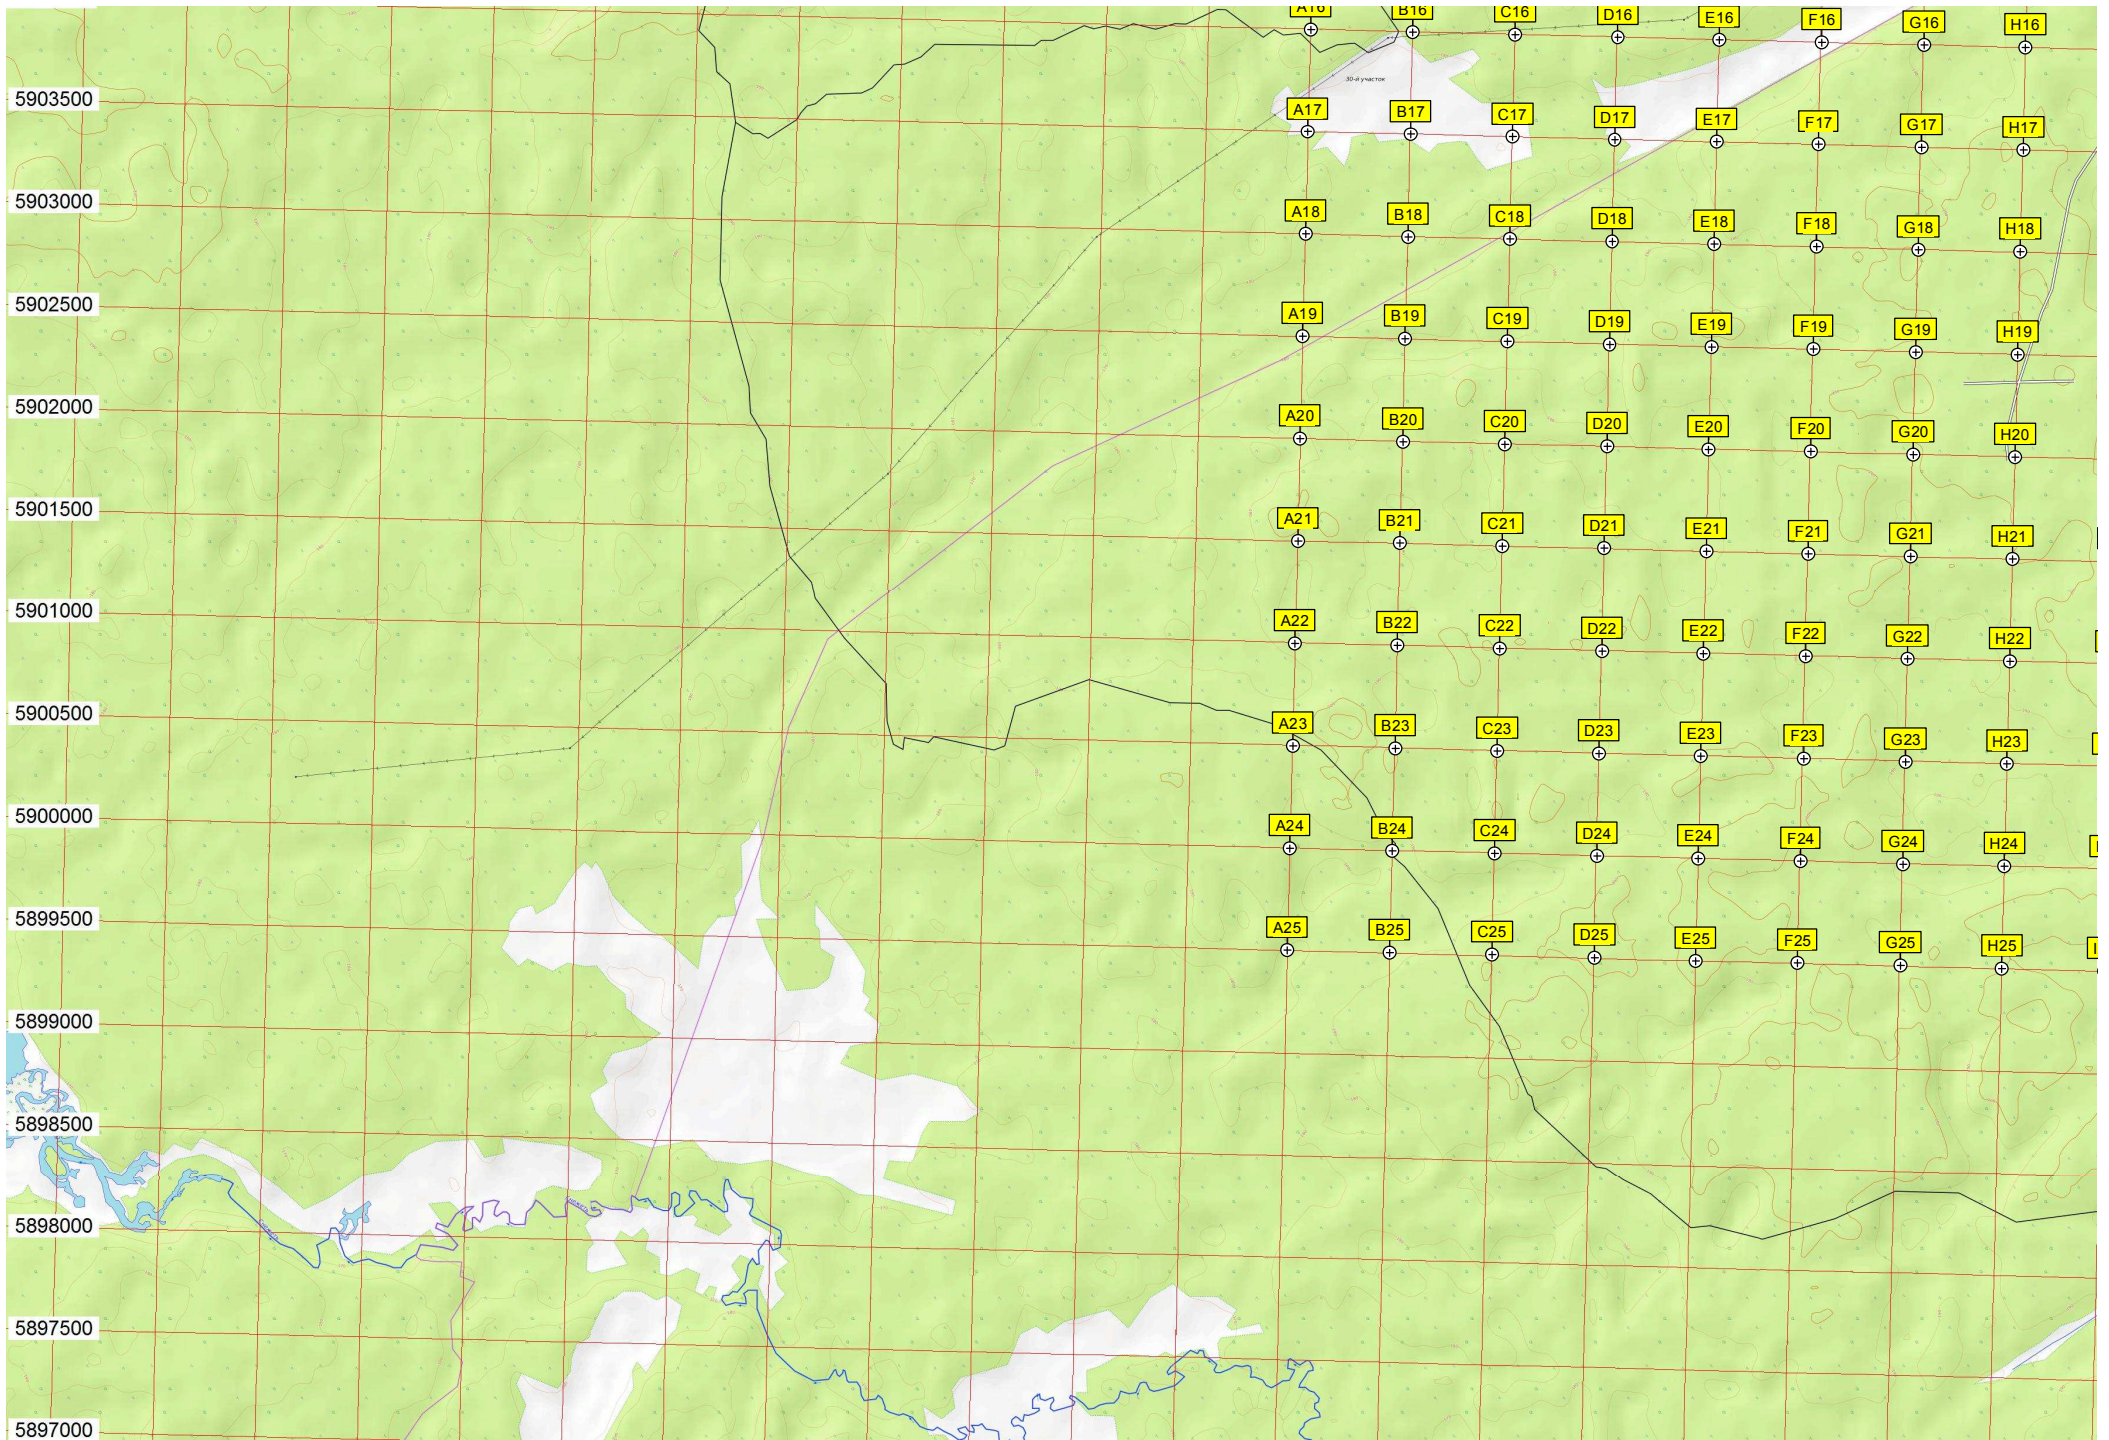 A16 B16 C16 D16 E16 F16 G16 H16
30-й участок
5903500
A17 B17 C17 D17 E17 F17 G17 H17
5903000
A18 B18 C18 D18 E18 F18 G18 H18
5902500
A19 B19 C19 D19 E19 F19 G19 H19
5902000
A20 B20 C20 D20 E20 F20 G20 H20
5901500
A21 B21 C21 D21 E21 F21 G21 H21
5901000
A22 B22 C22 D22 E22 F22 G22 H22
5900500
A23 B23 C23 D23 E23 F23 G23 H23
5900000
A24 B24 C24 D24 E24 F24 G24 H24
5899500
A25 B25 C25 D25 E25 F25 G25 H25
5899000
5898500
5898000
5897500
5897000